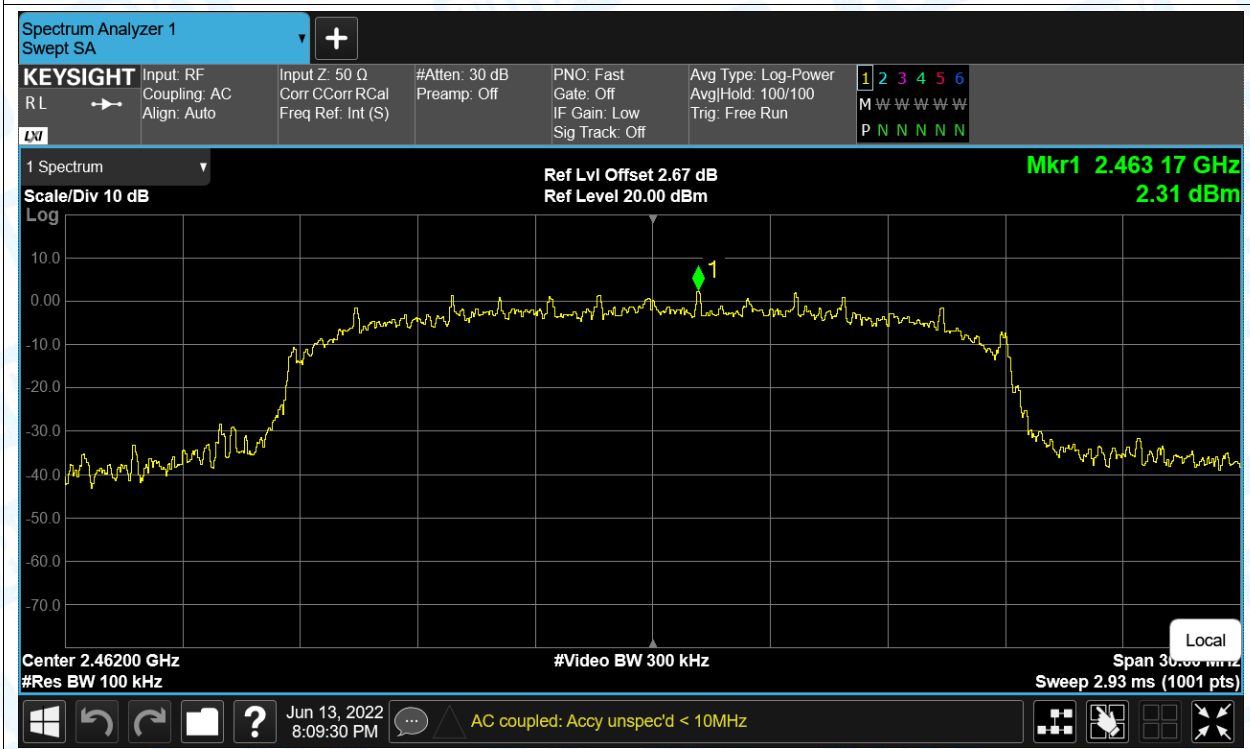 Spectrum Analyzer 1
Swept SA
+
KEYSIGHT
RL
LXI
Input: RF
Coupling: AC
Align: Auto
Input Z: 50 Ω
Corr CCorr RCal
Freq Ref: Int (S)
#Atten: 30 dB
Preamp: Off
PNO: Fast
Gate: Off
IF Gain: Low
Sig Track: Off
Avg Type: Log-Power
Avg|Hold: 100/100
Trig: Free Run
1 2 3 4 5 6
M W W W W W
P N N N N N
1 Spectrum
Scale/Div 10 dB
Ref Lvl Offset 2.67 dB
Ref Level 20.00 dBm
Mkr1 2.463 17 GHz
2.31 dBm
Log
10.0
0.00
-10.0
-20.0
-30.0
-40.0
-50.0
-60.0
-70.0
1
Local
Center 2.46200 GHz
#Video BW 300 kHz
Span 30.00 MHz
#Res BW 100 kHz
Sweep 2.93 ms (1001 pts)
?
Jun 13, 2022
8:09:30 PM
AC coupled: Accy unspec'd < 10MHz